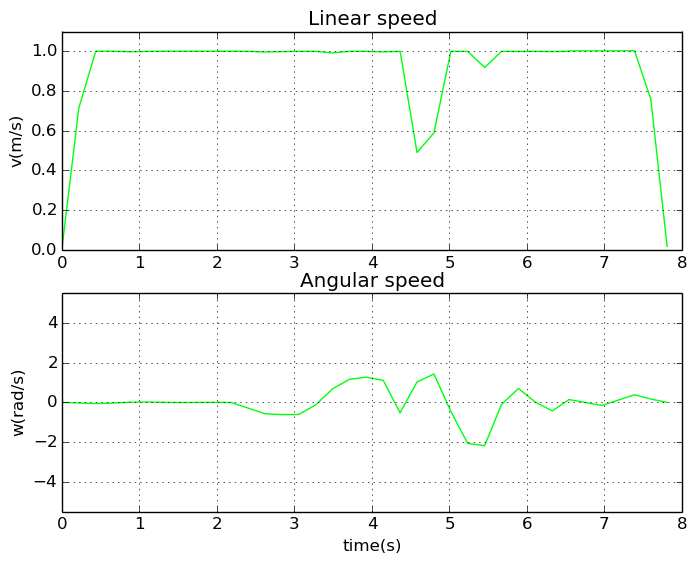 Linear speed
v(m/s)
1.0
0.8
0.6
0.4
0.2
0.0
0 1 2 3 4 5 6 7 8
Angular speed
w(rad/s)
4
2
0
−2
−4
0 1 2 3 4 5 6 7 8
time(s)